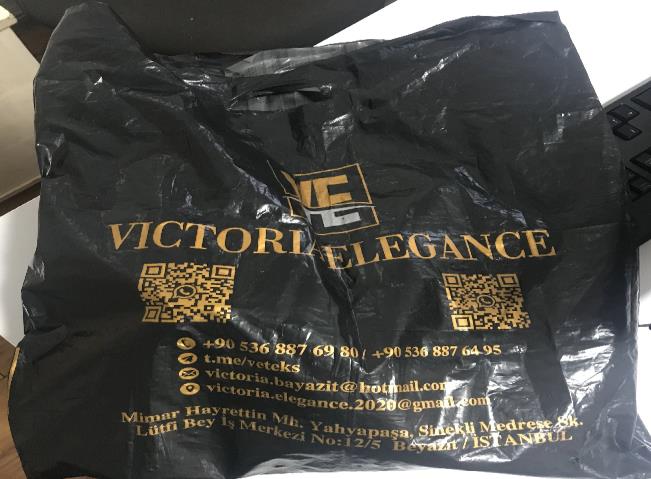 VE
VICTORIA ELEGANCE
+90 536 887 69 80 / +90 536 887 64 95
t.me/veteks
victoria.bayazit@hotmail.com
victoria.elegance.2020@gmail.com
Mimar Hayrettin Mh. Yahyapaşa, Sinekli Medrese Sk.
Lütfi Bey İş Merkezi No:12/5 Beyazıt / İSTANBUL